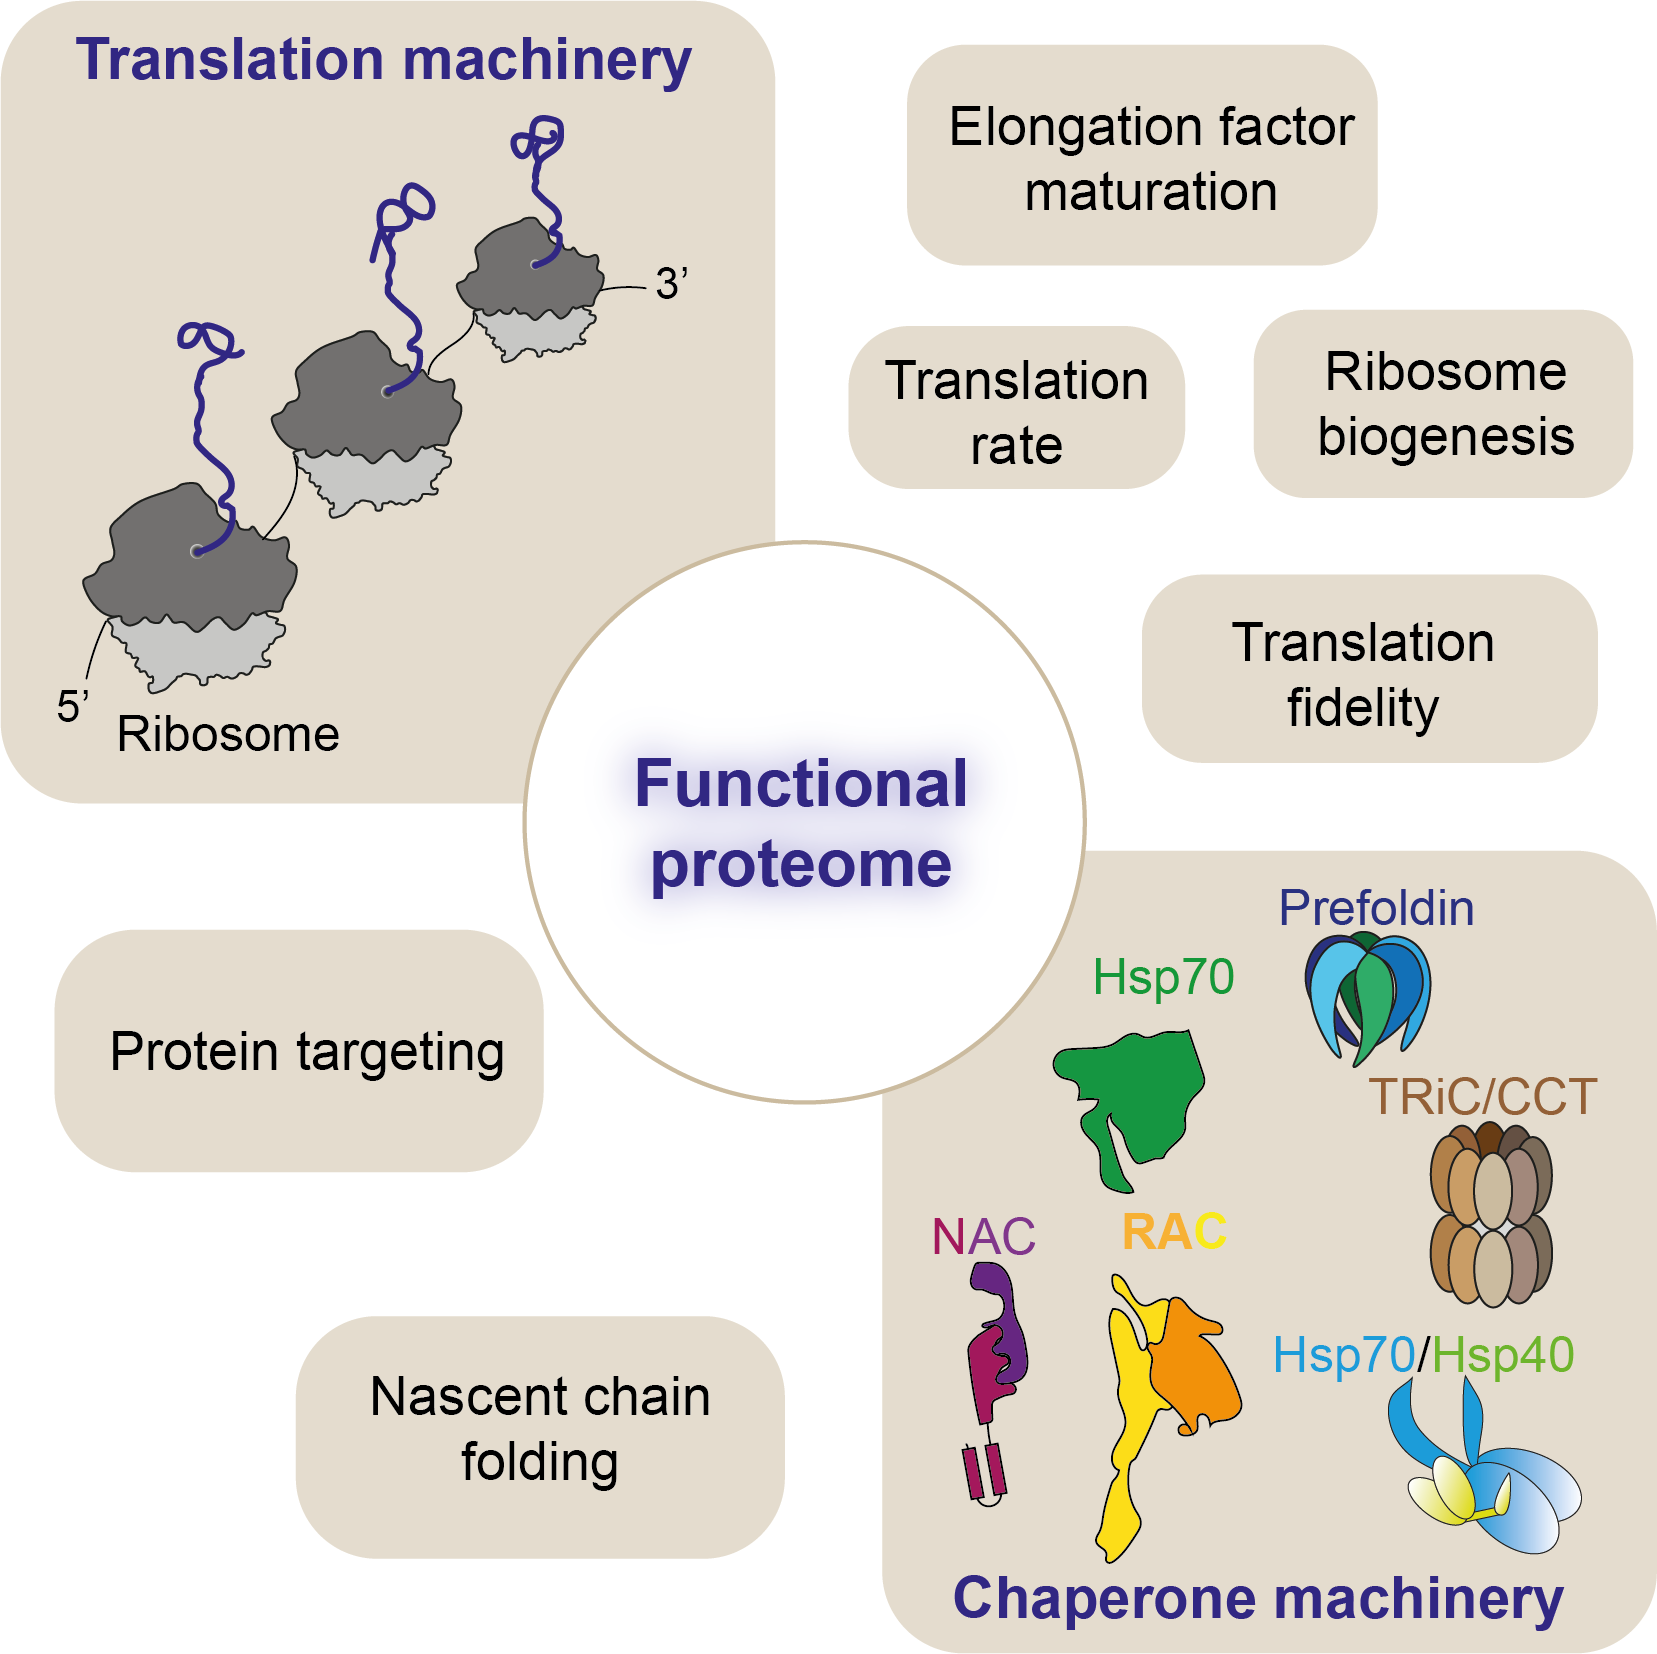 Translation machinery
3’
5’
Ribosome
Elongation factor
maturation
Translation
rate
Ribosome
biogenesis
Translation
fidelity
Functional
proteome
Protein targeting
Nascent chain
folding
Prefoldin
Hsp70
TRiC/CCT
NAC
RAC
Hsp70/Hsp40
Chaperone machinery